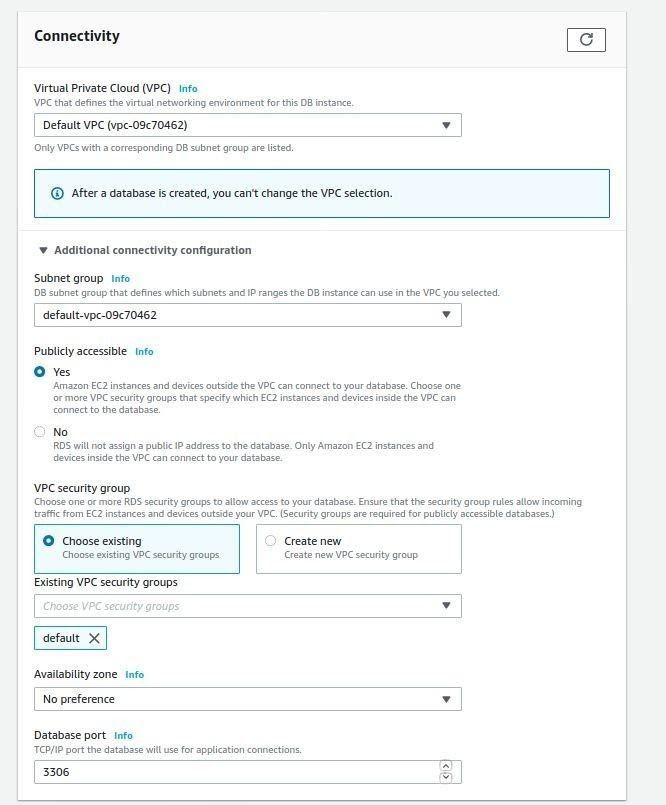 Connectivity
Virtual Private Cloud (VPC) Info
VPC that defines the virtual networking environment for this DB instance.
Default VPC (vpc-09c70462)
Only VPCs with a corresponding DB subnet group are listed.
After a database is created, you can't change the VPC selection.
Additional connectivity configuration
Subnet group Info
DB subnet group that defines which subnets and IP ranges the DB instance can use in the VPC you selected.
default-vpc-09c70462
Publicly accessible Info
Yes
Amazon EC2 instances and devices outside the VPC can connect to your database. Choose one
or more VPC security groups that specify which EC2 instances and devices inside the VPC can
connect to the database.
No
RDS will not assign a public IP address to the database. Only Amazon EC2 instances and
devices inside the VPC can connect to your database.
VPC security group
Choose one or more RDS security groups to allow access to your database. Ensure that the security group rules allow incoming
traffic from EC2 instances and devices outside your VPC. (Security groups are required for publicly accessible databases.)
Choose existing
Choose existing VPC security groups
Create new
Create new VPC security group
Existing VPC security groups
Choose VPC security groups
default
Availability zone Info
No preference
Database port Info
TCP/IP port the database will use for application connections.
3306